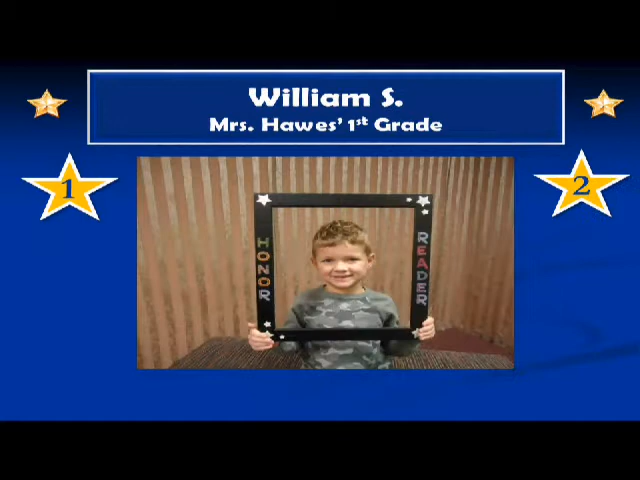 William S.
Mrs. Hawes’ 1st Grade
1
2
HONOR
READER